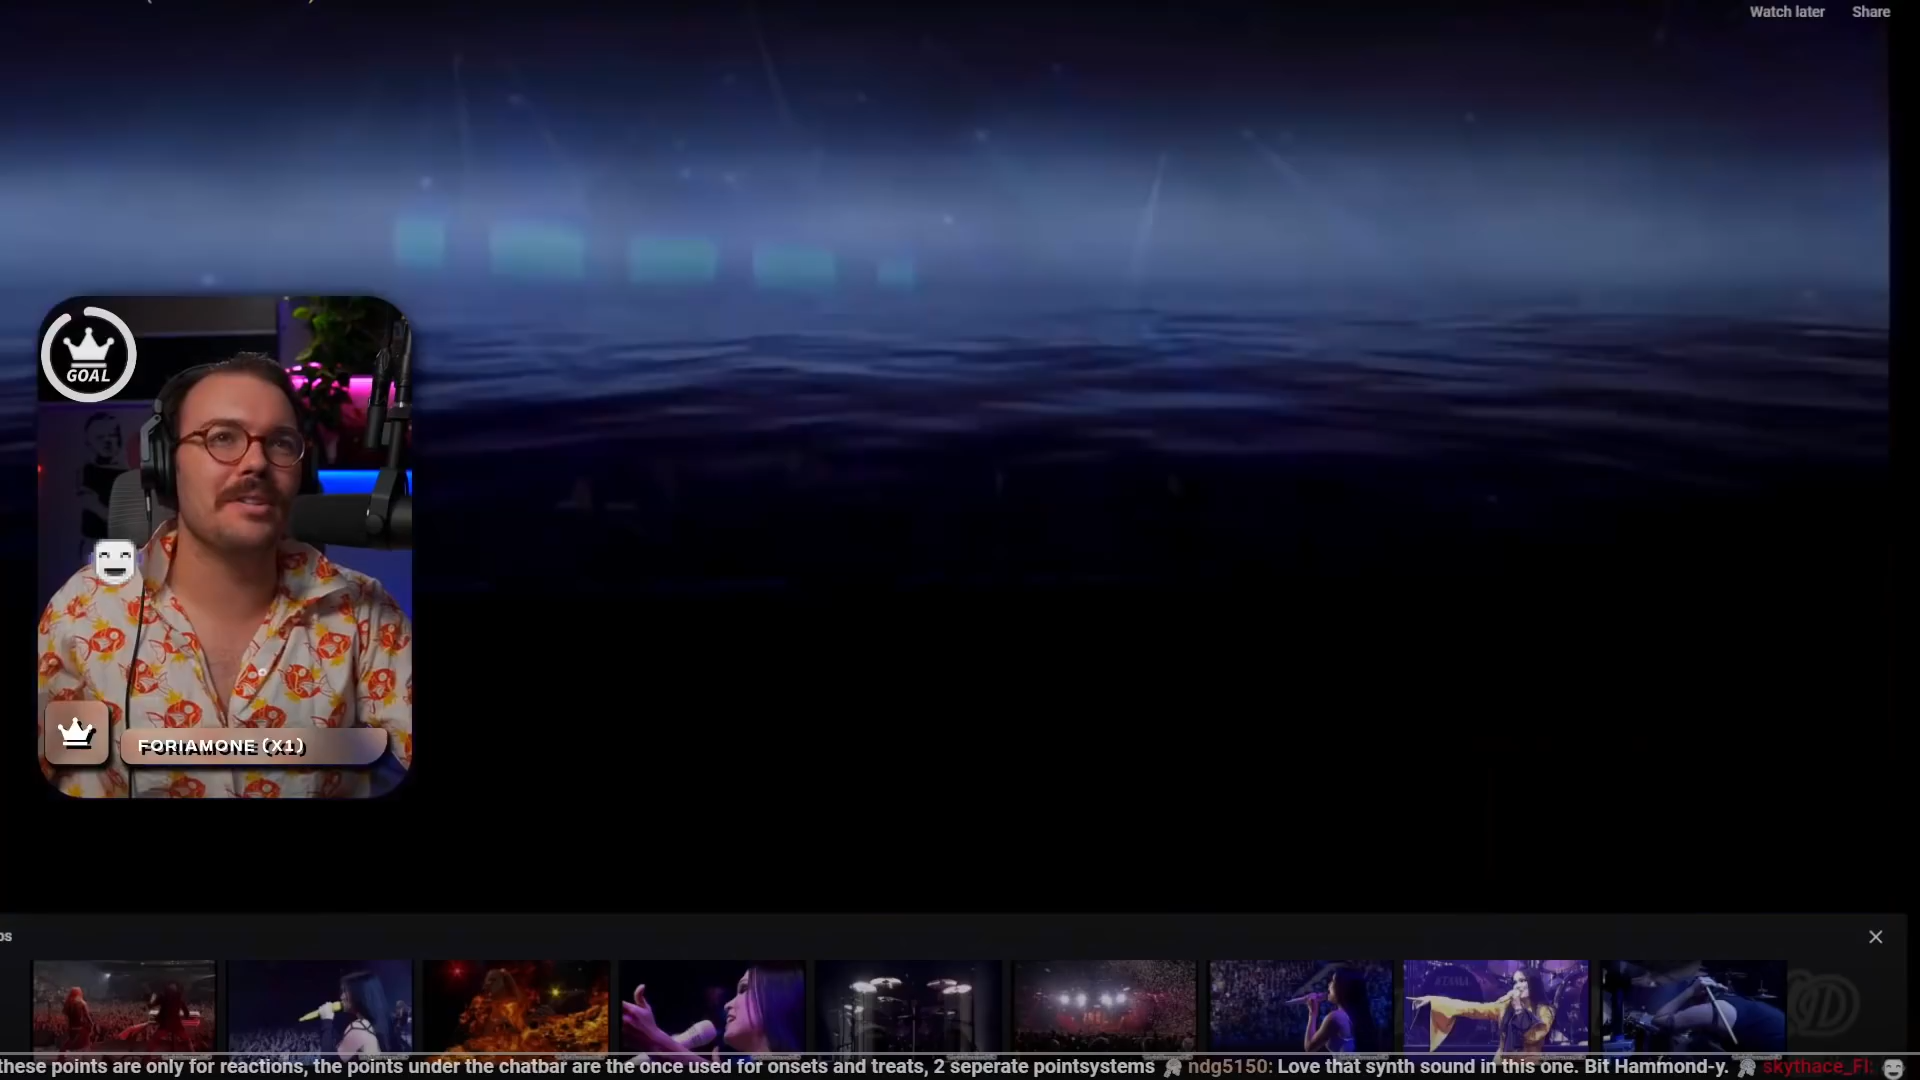 Watch later Share
GOAL
FORIAMONE (X1)
os
these points are only for reactions, the points under the chatbar are the once used for onsets and treats, 2 seperate pointsystems ndg5150: Love that synth sound in this one. Bit Hammond-y. skythace_FI: